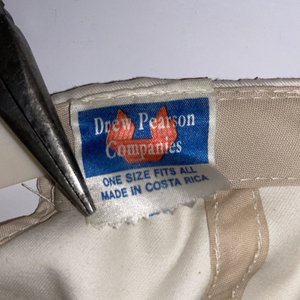 Drew Pearson
Companies
ONE SIZE FITS ALL
MADE IN COSTA RICA